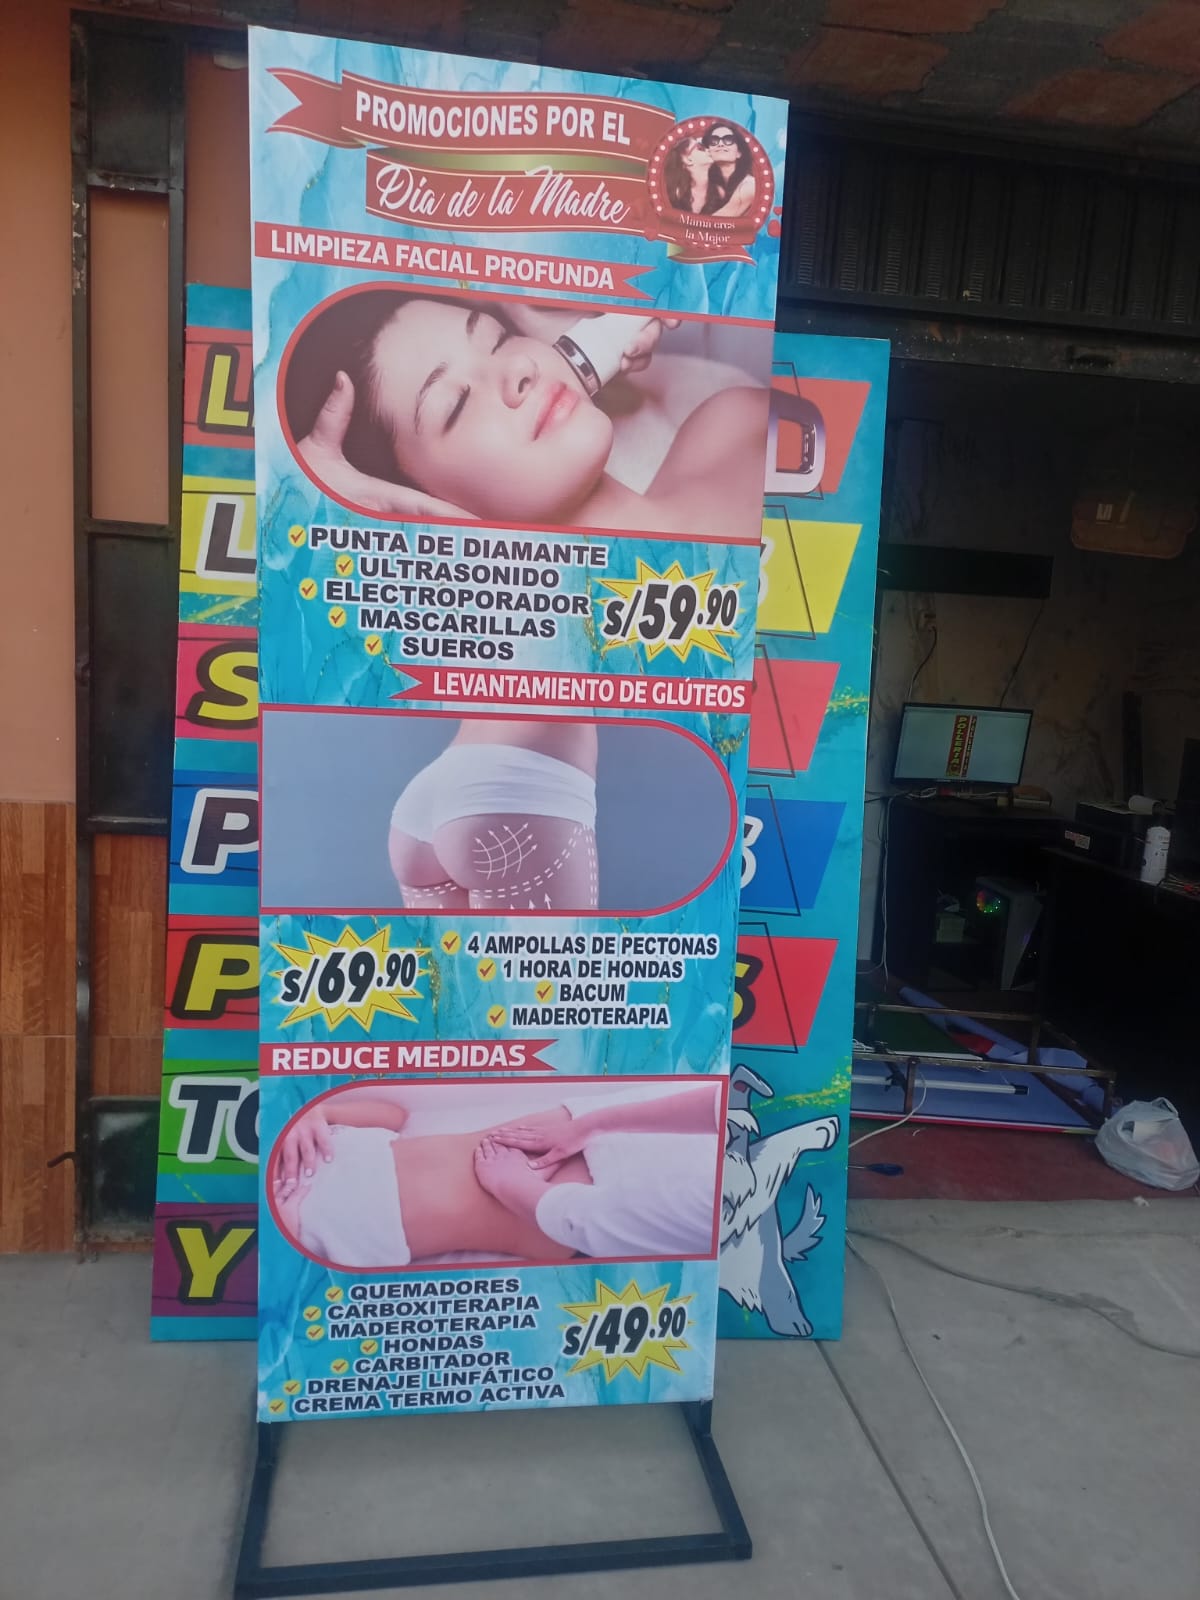 PROMOCIONES POR EL
Día de la Madre
Mamá eres
la Mejor
LIMPIEZA FACIAL PROFUNDA
PUNTA DE DIAMANTE
ULTRASONIDO
ELECTROPORADOR
MASCARILLAS
SUEROS
S/59.90
LEVANTAMIENTO DE GLÚTEOS
S/69.90
4 AMPOLLAS DE PECTONAS
1 HORA DE HONDAS
BACUM
MADEROTERAPIA
REDUCE MEDIDAS
QUEMADORES
CARBOXITERAPIA
MADEROTERAPIA
HONDAS
CARBITADOR
DRENAJE LINFÁTICO
CREMA TERMO ACTIVA
S/49.90
POLLERIA